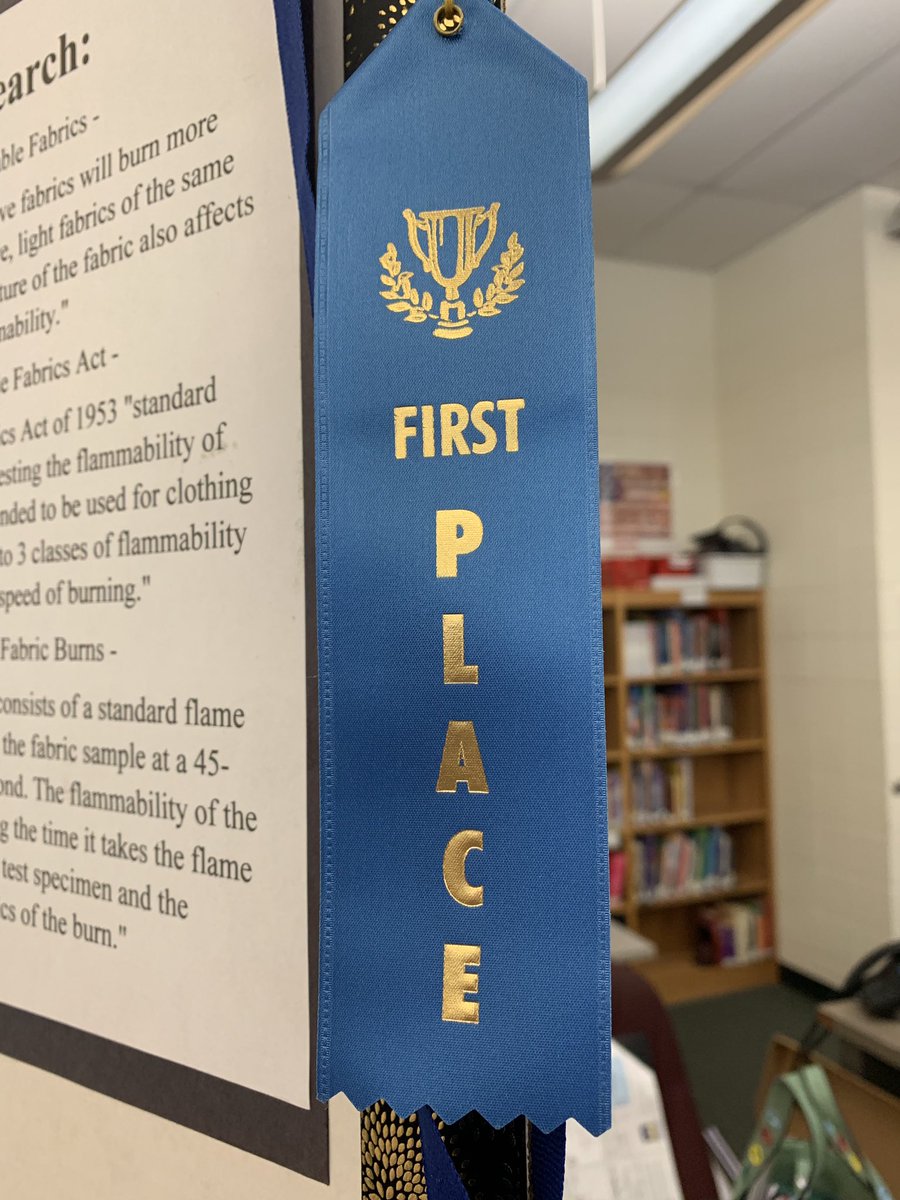 earch:
ble Fabrics -
ve fabrics will burn more
e, light fabrics of the same
ture of the fabric also affects
mability."
e Fabrics Act -
cs Act of 1953 "standard
esting the flammability of
nded to be used for clothing
to 3 classes of flammability
speed of burning."
Fabric Burns -
consists of a standard flame
the fabric sample at a 45-
ond. The flammability of the
g the time it takes the flame
test specimen and the
cs of the burn."
FIRST
PLACE